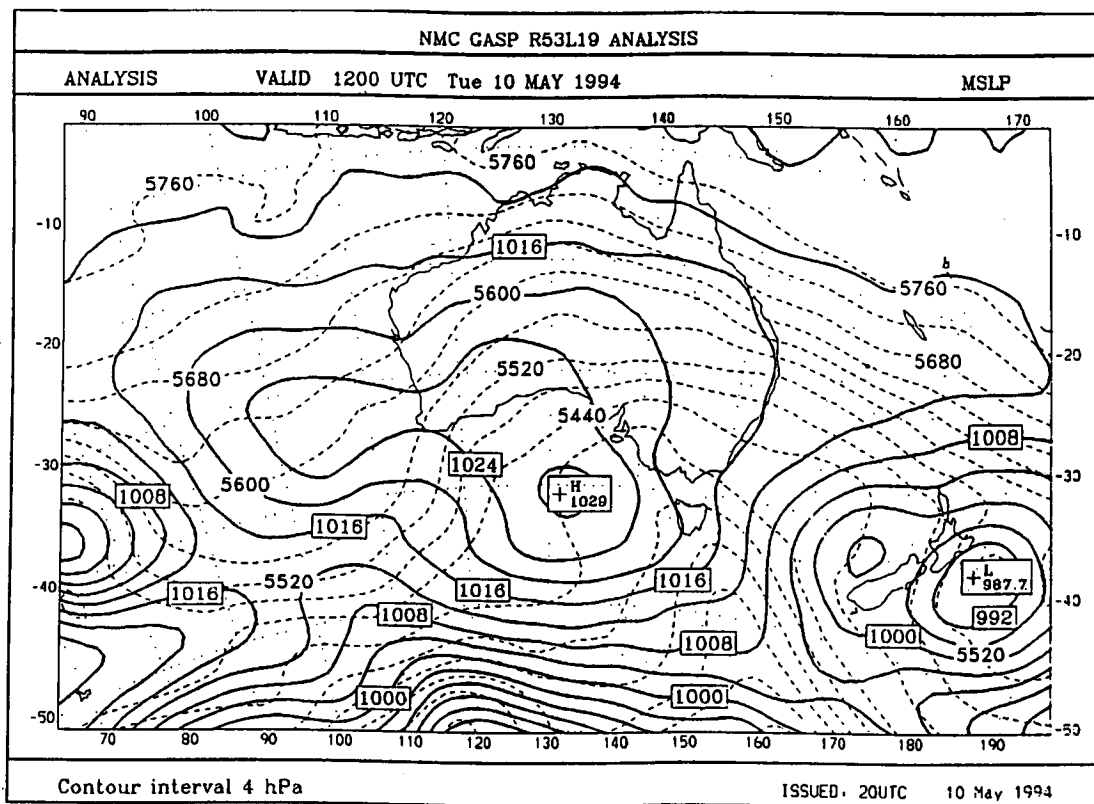 NMC GASP R53L19 ANALYSIS
ANALYSIS VALID 1200 UTC Tue 10 MAY 1994 MSLP
90 100 110 120 130 140 150 160 170
5760 5760
-10 -10
1016
5600 5760
-20 -20
5680 5520 5680
5440
1008
-30 1024 -30
5600 H
1008 1029
1016
5520 L
987.7
-40 1016 1016 1016 -40
1008 992
1008 1000
5520
1000 1000
-50 -50
70 80 90 100 110 120 130 140 150 160 170 180 190
Contour interval 4 hPa ISSUED: 20UTC 10 May 1994